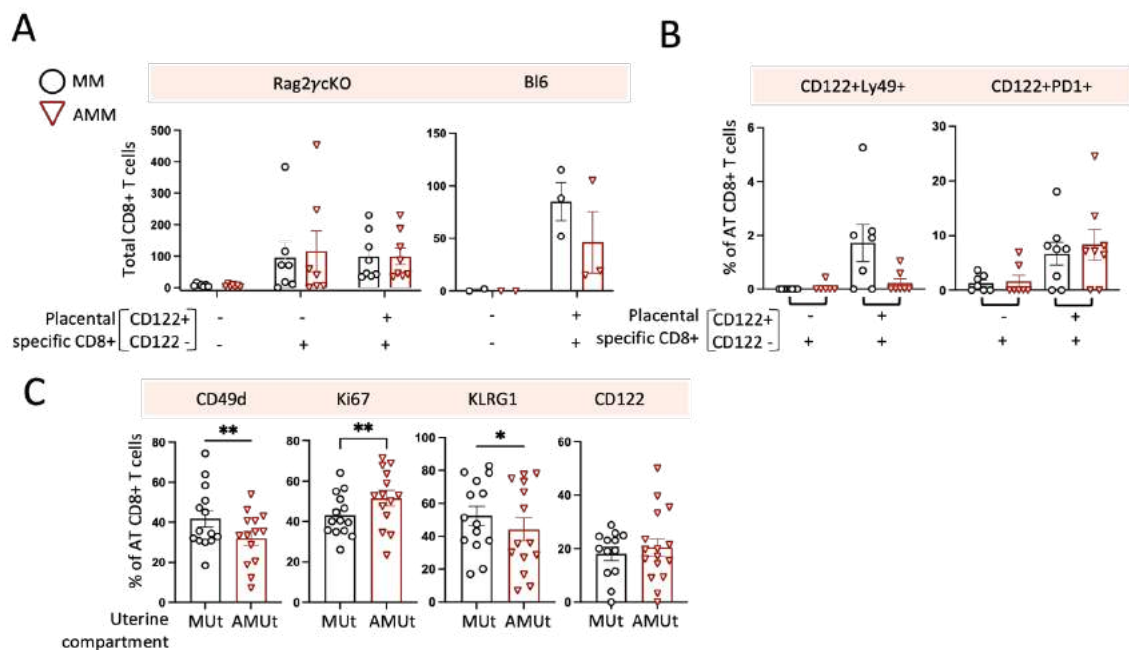 A
MM
AMM
Rag2γcKO
Bl6
Total CD8+ T cells
500
400
300
200
100
0
150
100
50
0
Placental specific CD8+
CD122+
CD122 -
-
-
-
+
+
+
-
-
+
+
B
CD122+Ly49+
CD122+PD1+
% of AT CD8+ T cells
6
4
2
0
30
20
10
0
Placental specific CD8+
CD122+
CD122 -
-
+
+
+
-
+
+
+
C
CD49d
Ki67
KLRG1
CD122
% of AT CD8+ T cells
100
80
60
40
20
0
**
80
60
40
20
0
**
100
80
60
40
20
0
*
60
40
20
0
Uterine compartment
MUt AMUt
MUt AMUt
MUt AMUt
MUt AMUt